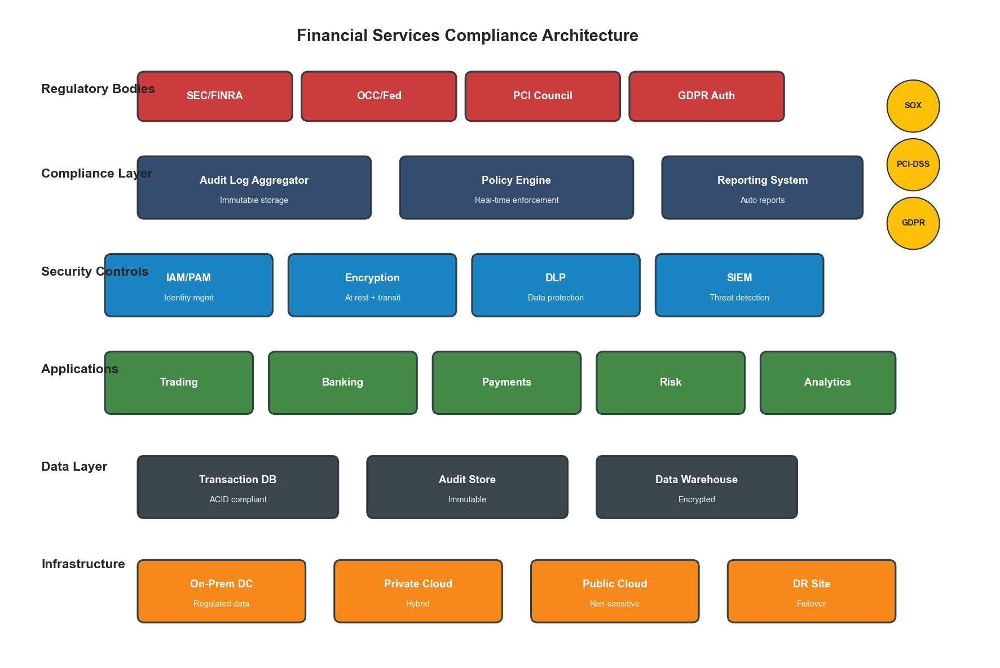 Financial Services Compliance Architecture
Regulatory Bodies
SEC/FINRA
OCC/Fed
PCI Council
GDPR Auth
SOX
PCI-DSS
GDPR
Compliance Layer
Audit Log Aggregator
Immutable storage
Policy Engine
Real-time enforcement
Reporting System
Auto reports
Security Controls
IAM/PAM
Identity mgmt
Encryption
At rest + transit
DLP
Data protection
SIEM
Threat detection
Applications
Trading
Banking
Payments
Risk
Analytics
Data Layer
Transaction DB
ACID compliant
Audit Store
Immutable
Data Warehouse
Encrypted
Infrastructure
On-Prem DC
Regulated data
Private Cloud
Hybrid
Public Cloud
Non-sensitive
DR Site
Failover